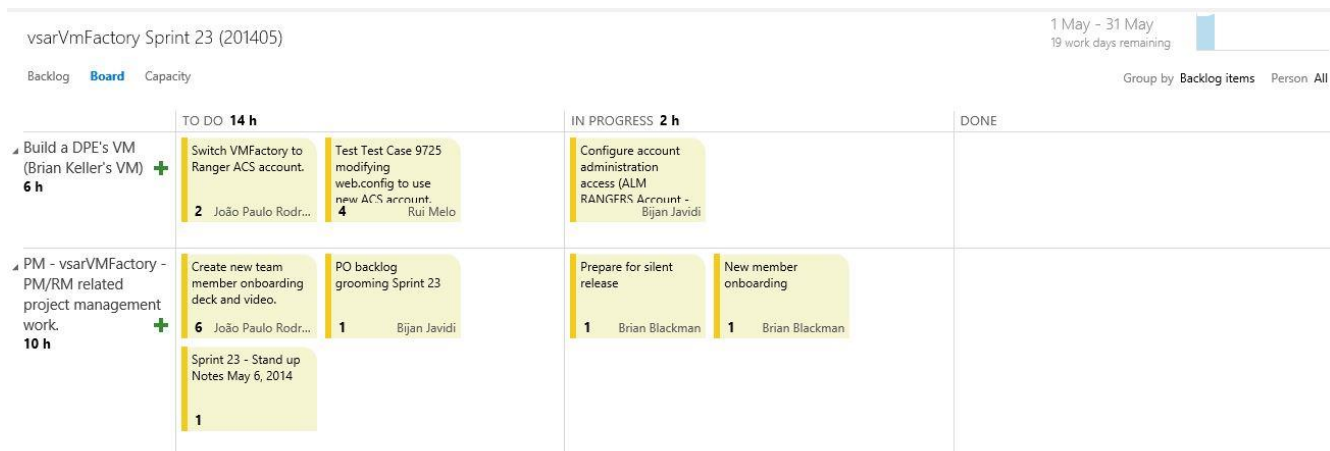 vsarVmFactory Sprint 23 (201405)
1 May - 31 May
19 work days remaining
Backlog Board Capacity
Group by Backlog items Person All
TO DO 14 h
IN PROGRESS 2 h
DONE
Build a DPE's VM
(Brian Keller's VM)
6 h
Switch VMFactory to
Ranger ACS account.
2 João Paulo Rodr...
Test Test Case 9725
modifying
web.config to use
new ACS account.
4 Rui Melo
Configure account
administration
access (ALM
RANGERS Account -
Bijan Javidi
PM - vsarVMFactory -
PM/RM related
project management
work.
10 h
Create new team
member onboarding
deck and video.
6 João Paulo Rodr...
PO backlog
grooming Sprint 23
1 Bijan Javidi
Sprint 23 - Stand up
Notes May 6, 2014
1
Prepare for silent
release
1 Brian Blackman
New member
onboarding
1 Brian Blackman